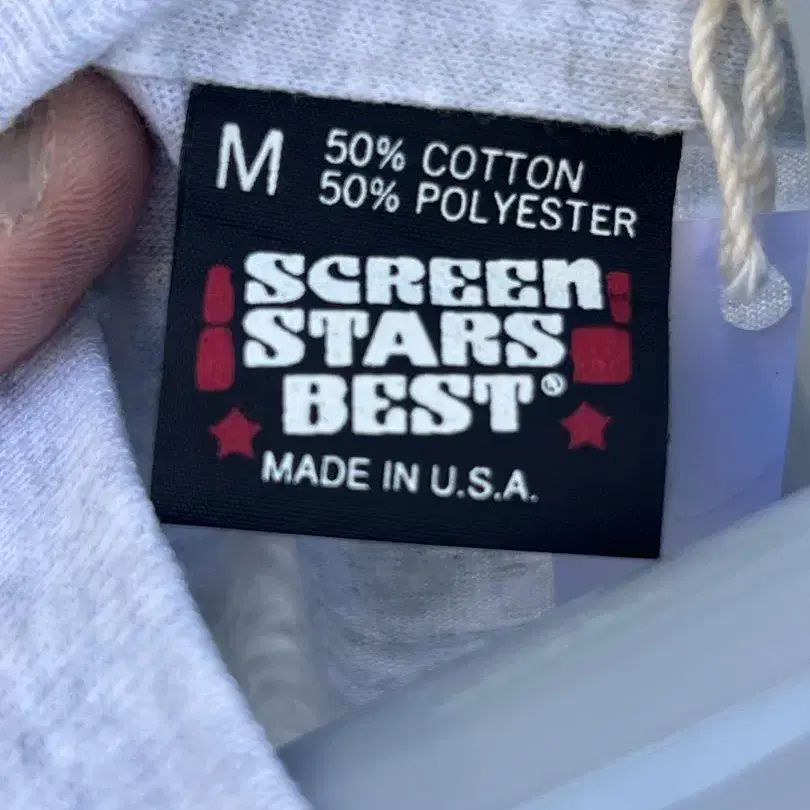 M 50% COTTON
50% POLYESTER
SCREEN
STARS
BEST®
MADE IN U.S.A.